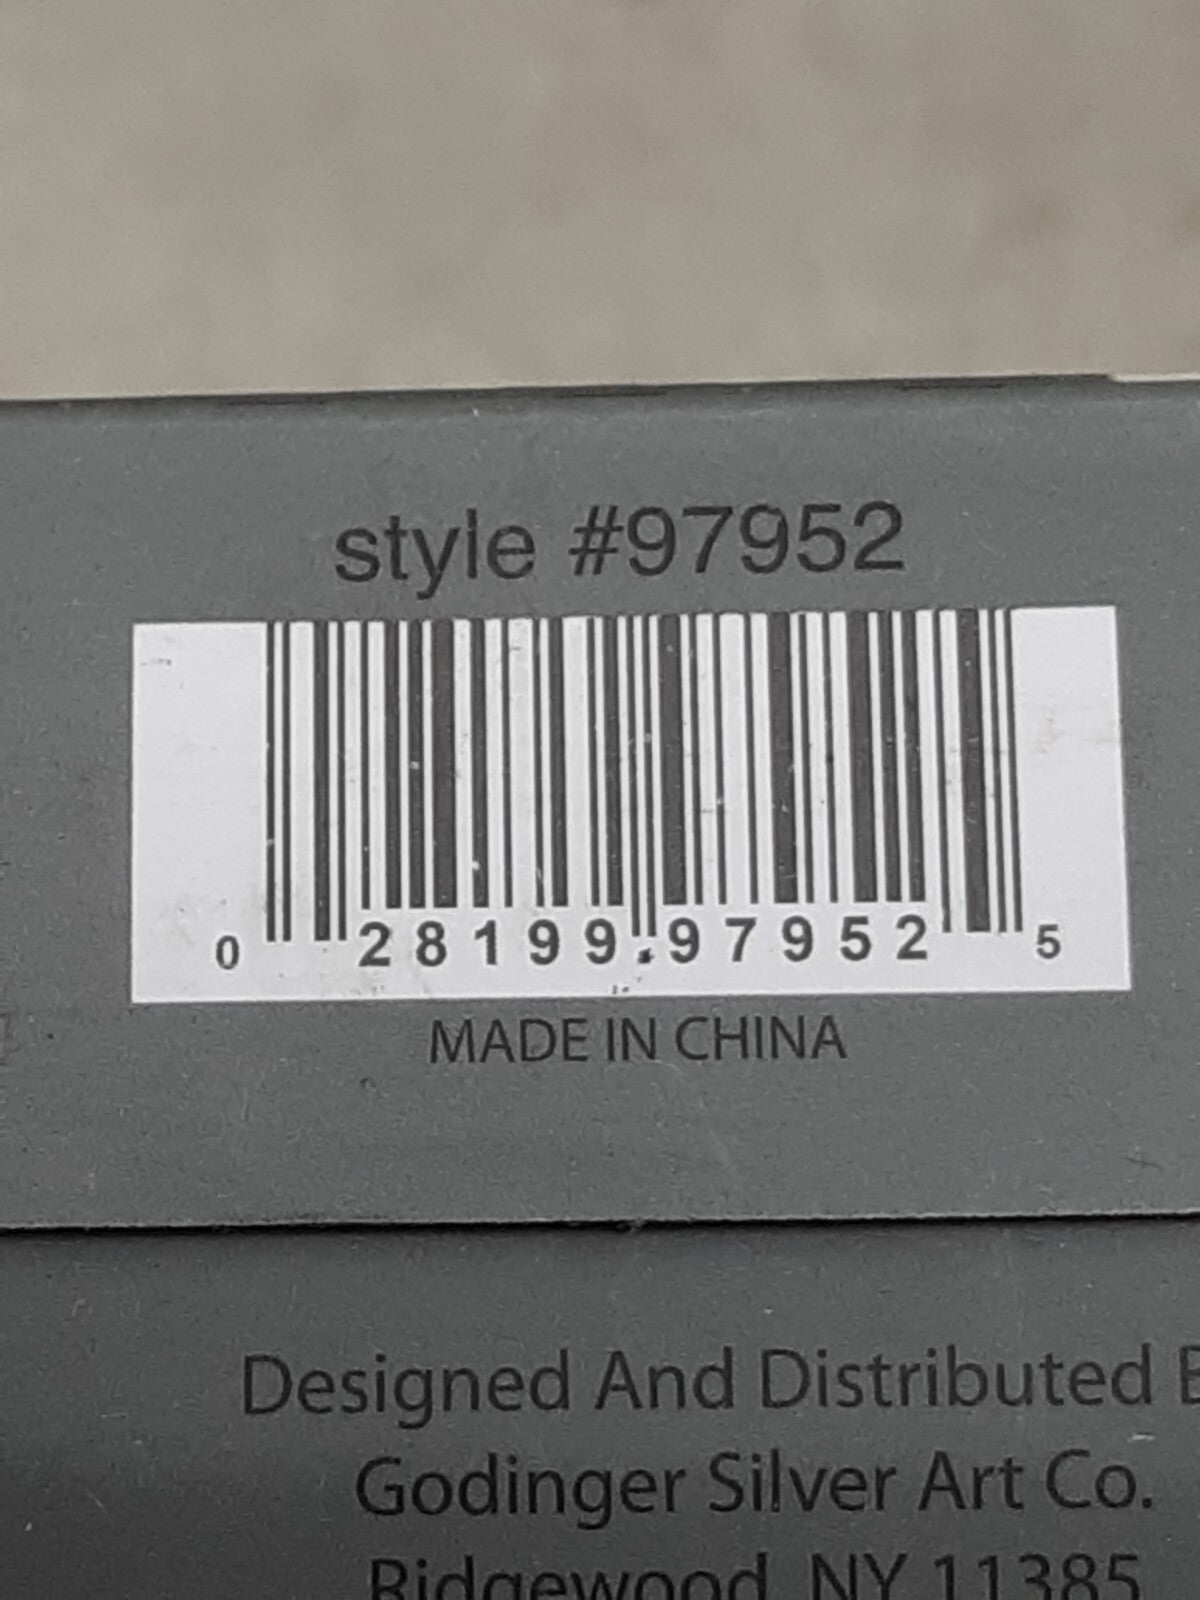 style #97952
0 28199 97952 5
MADE IN CHINA
Designed And Distributed
Godinger Silver Art Co.
Ridgewood, NY 11385